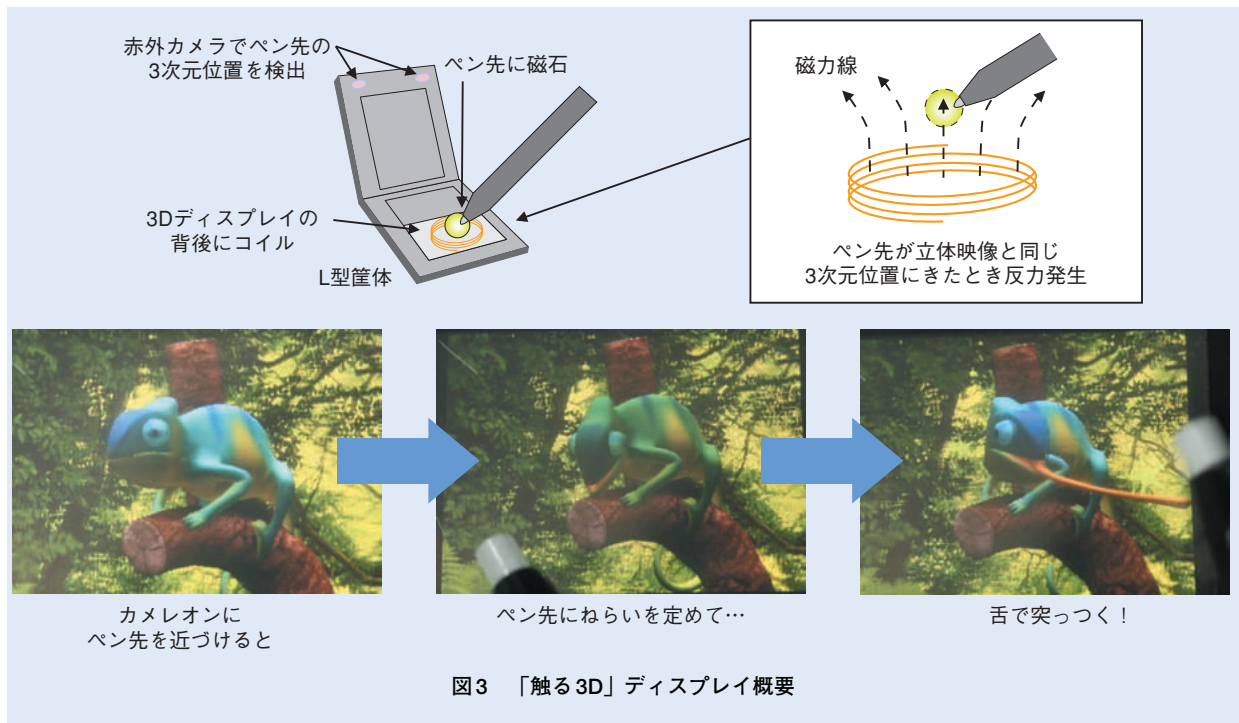 赤外カメラでペン先の
3次元位置を検出
ペン先に磁石
3Dディスプレイの
背後にコイル
L型筐体
磁力線
ペン先が立体映像と同じ
3次元位置にきたとき反力発生
カメレオンに
ペン先を近づけると
ペン先にねらいを定めて…
舌で突っつく！
図3　「触る3D」ディスプレイ概要